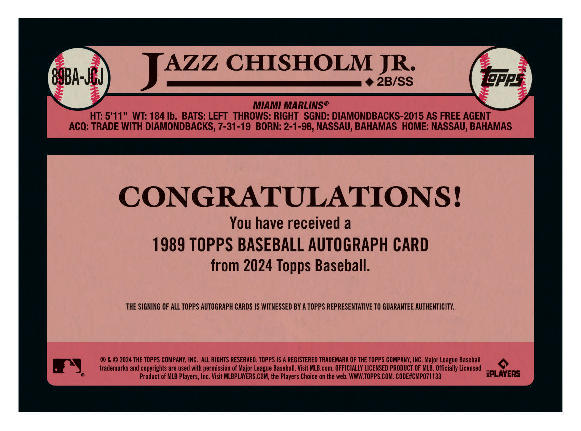 89BA-JCJ
JAZZ CHISHOLM JR.
◆ 2B/SS
Topps
MIAMI MARLINS®
HT: 5'11" WT: 184 lb. BATS: LEFT THROWS: RIGHT SGND: DIAMONDBACKS-2015 AS FREE AGENT
ACQ: TRADE WITH DIAMONDBACKS, 7-31-19 BORN: 2-1-98, NASSAU, BAHAMAS HOME: NASSAU, BAHAMAS
CONGRATULATIONS!
You have received a
1989 TOPPS BASEBALL AUTOGRAPH CARD
from 2024 Topps Baseball.
THE SIGNING OF ALL TOPPS AUTOGRAPH CARDS IS WITNESSED BY A TOPPS REPRESENTATIVE TO GUARANTEE AUTHENTICITY.
® & © 2024 THE TOPPS COMPANY, INC. ALL RIGHTS RESERVED. TOPPS IS A REGISTERED TRADEMARK OF THE TOPPS COMPANY, INC. Major League Baseball
trademarks and copyrights are used with permission of Major League Baseball. Visit MLB.com. OFFICIALLY LICENSED PRODUCT OF MLB. Officially Licensed
Product of MLB Players, Inc. Visit MLBPLAYERS.COM, the Players Choice on the web. WWW.TOPPS.COM. CODE#CMP071133
PLAYERS